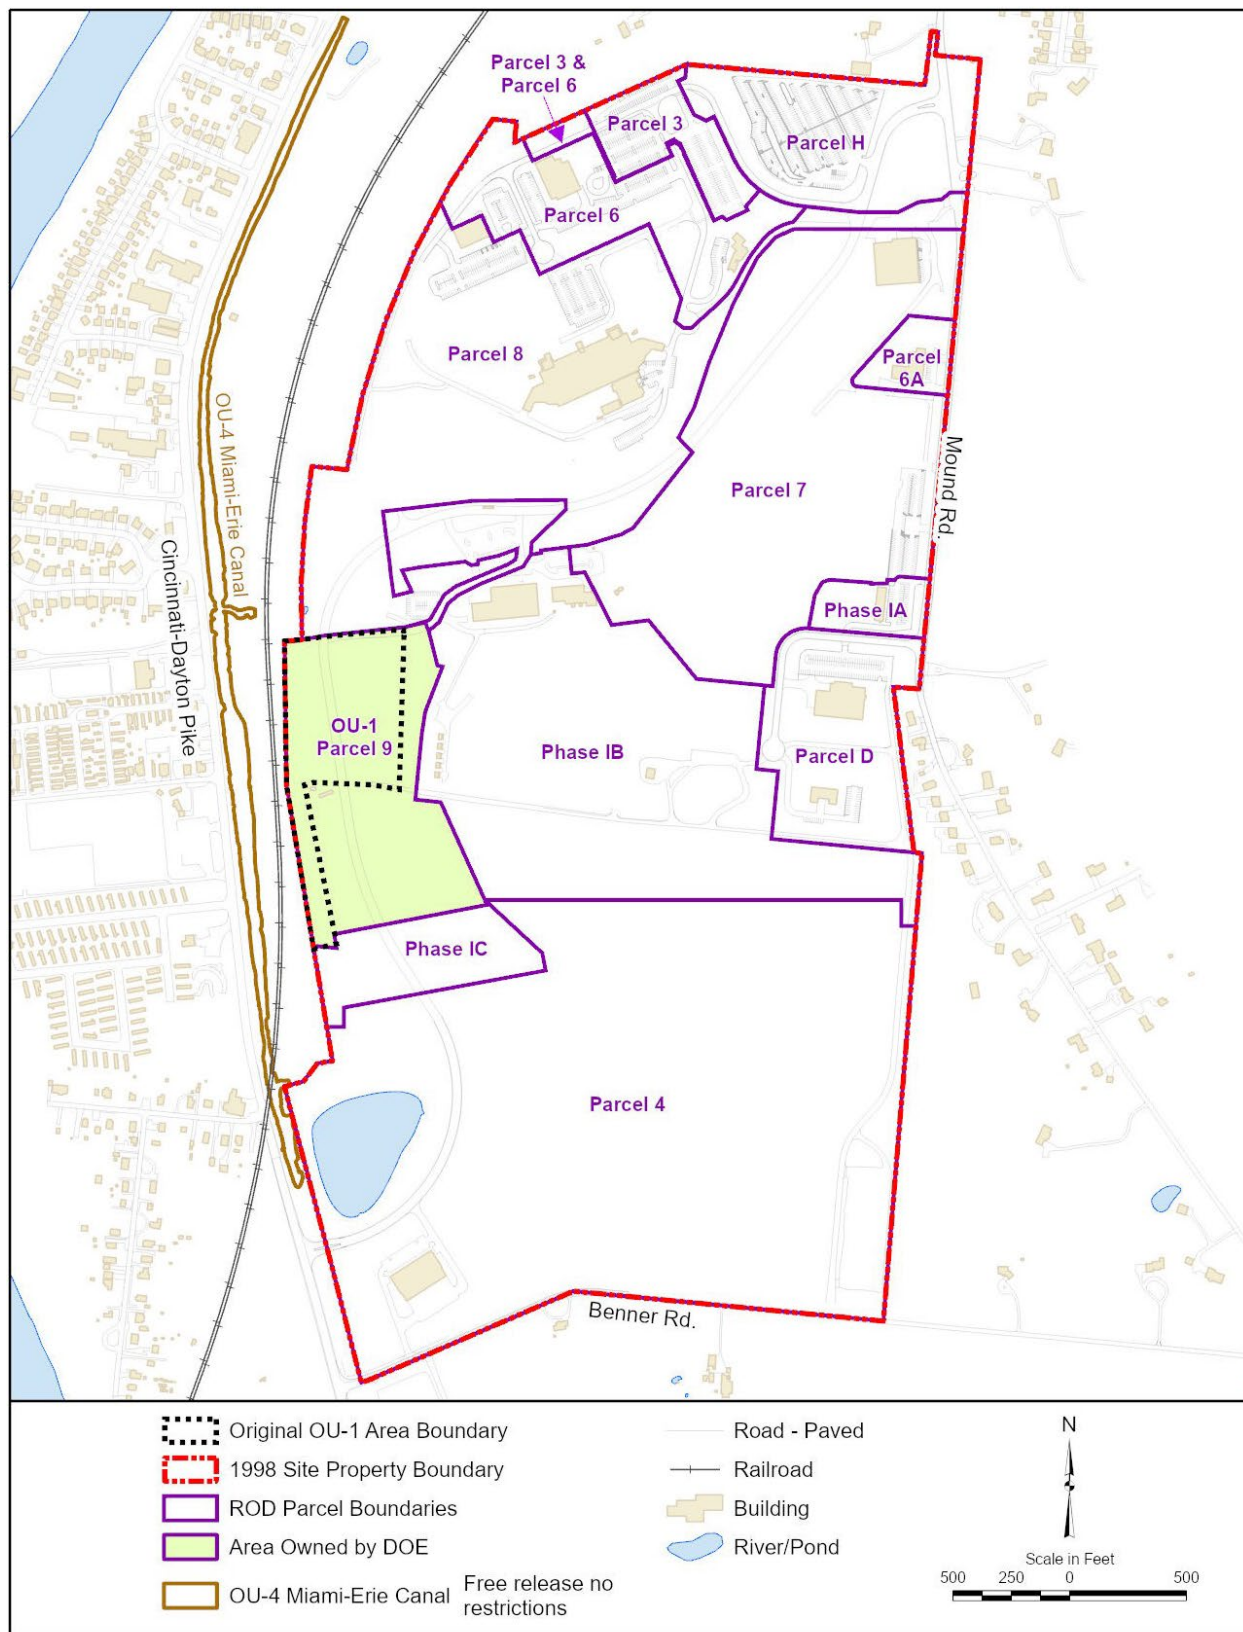 Parcel 3 &
Parcel 6
Parcel 3
Parcel H
Parcel 6
Parcel 8
Parcel
6A
OU-4 Miami-Erie Canal
Mound Rd.
Parcel 7
Cincinnati-Dayton Pike
Phase IA
OU-1
Parcel 9
Phase IB
Parcel D
Phase IC
Parcel 4
Benner Rd.
Original OU-1 Area Boundary
1998 Site Property Boundary
ROD Parcel Boundaries
Area Owned by DOE
OU-4 Miami-Erie Canal
Free release no
restrictions
Road - Paved
Railroad
Building
River/Pond
N
Scale in Feet
500 250 0 500